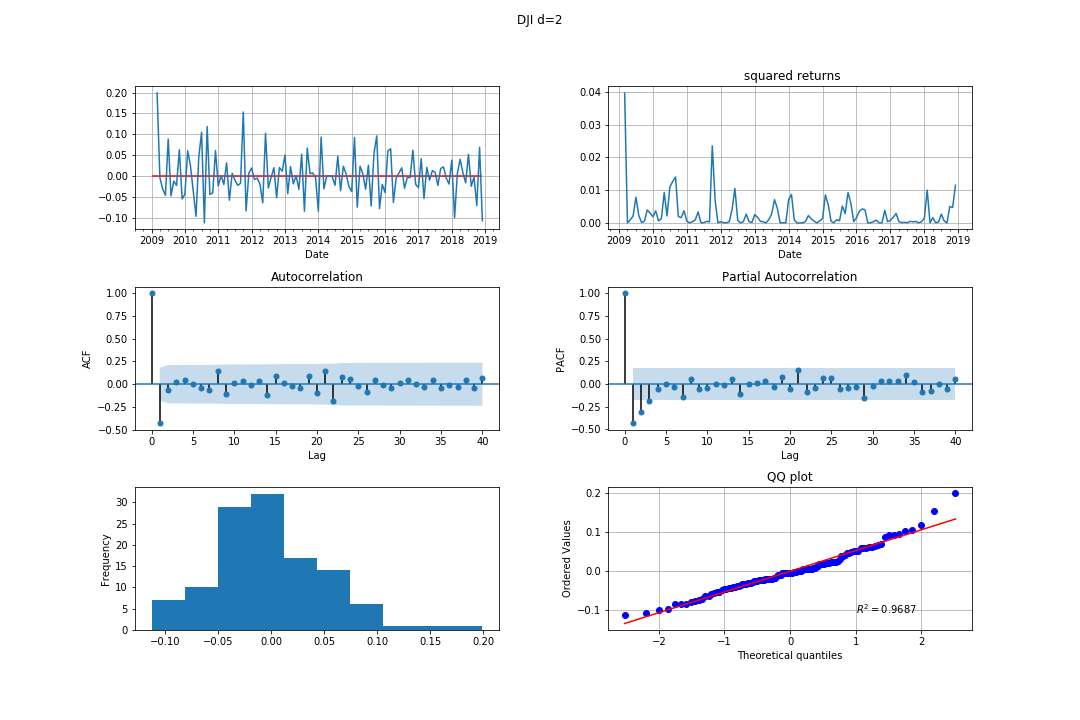 DJI d=2
0.20
0.15
0.10
0.05
0.00
−0.05
−0.10
2009 2010 2011 2012 2013 2014 2015 2016 2017 2018 2019
Date
squared returns
0.04
0.03
0.02
0.01
0.00
2009 2010 2011 2012 2013 2014 2015 2016 2017 2018 2019
Date
Autocorrelation
ACF
1.00
0.75
0.50
0.25
0.00
−0.25
−0.50
0 5 10 15 20 25 30 35 40
Lag
Partial Autocorrelation
PACF
1.00
0.75
0.50
0.25
0.00
−0.25
−0.50
0 5 10 15 20 25 30 35 40
Lag
Frequency
30
25
20
15
10
5
0
−0.10 −0.05 0.00 0.05 0.10 0.15 0.20
QQ plot
Ordered Values
0.2
0.1
0.0
−0.1
R² = 0.9687
−2 −1 0 1 2
Theoretical quantiles